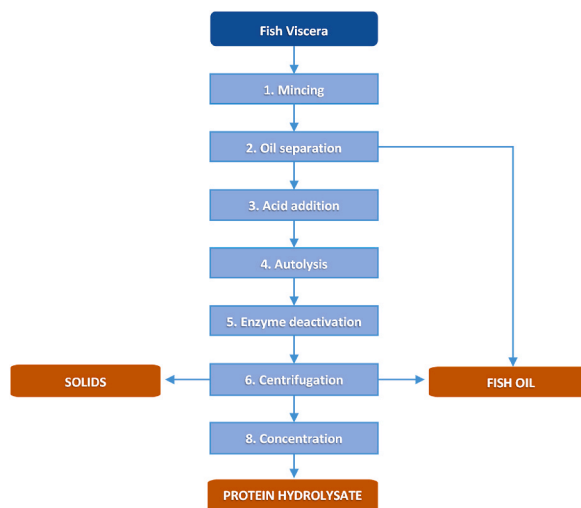 Fish Viscera
1. Mincing
2. Oil separation
3. Acid addition
4. Autolysis
5. Enzyme deactivation
SOLIDS
6. Centrifugation
FISH OIL
8. Concentration
PROTEIN HYDROLYSATE